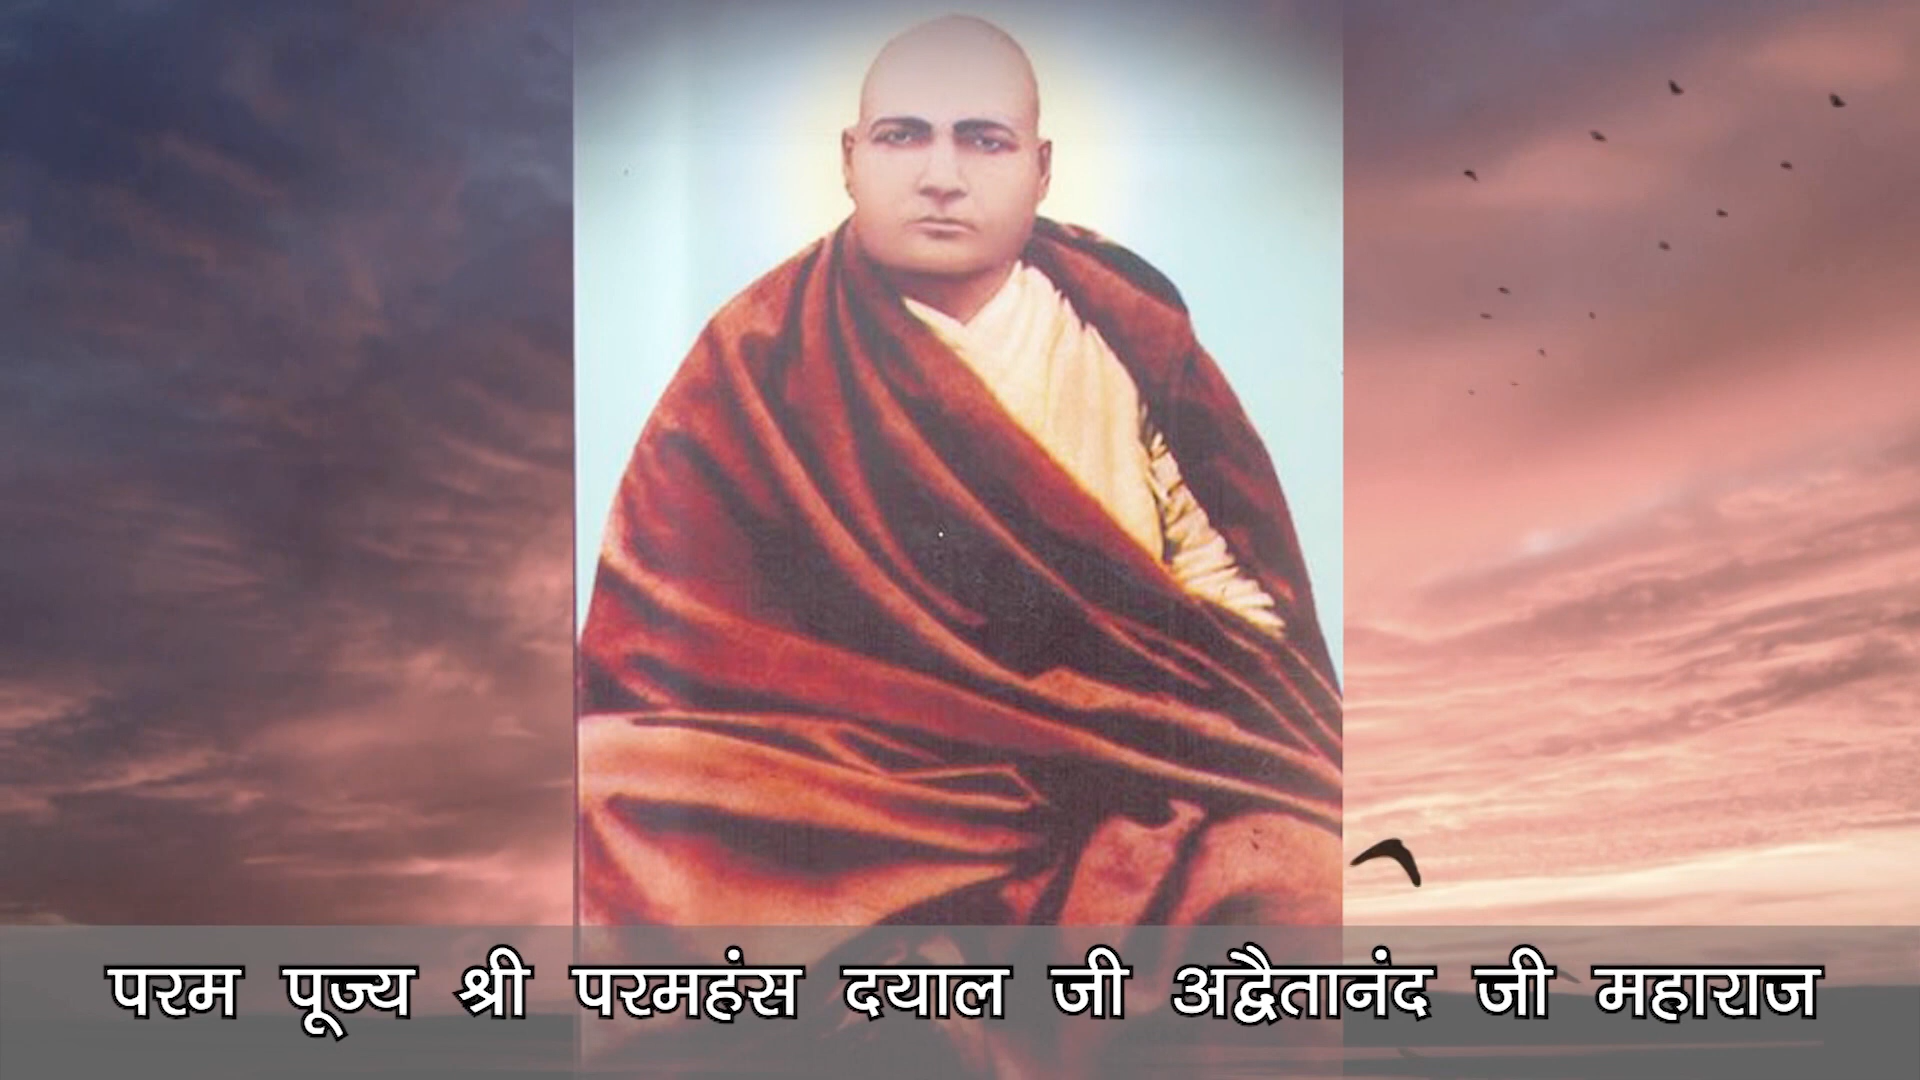 परम पूज्य श्री परमहंस दयाल जी अद्वैतानंद जी महाराज